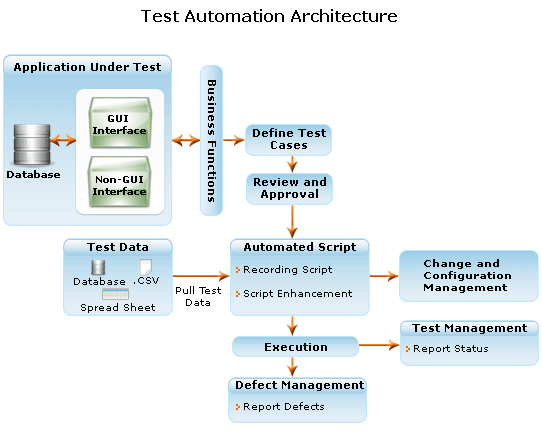 Test Automation Architecture
Application Under Test
GUI
Interface
Database
Non-GUI
Interface
Business Functions
Define Test
Cases
Review and
Approval
Test Data
Database
.CSV
Spread Sheet
Pull Test
Data
Automated Script
Recording Script
Script Enhancement
Change and
Configuration
Management
Execution
Test Management
Report Status
Defect Management
Report Defects